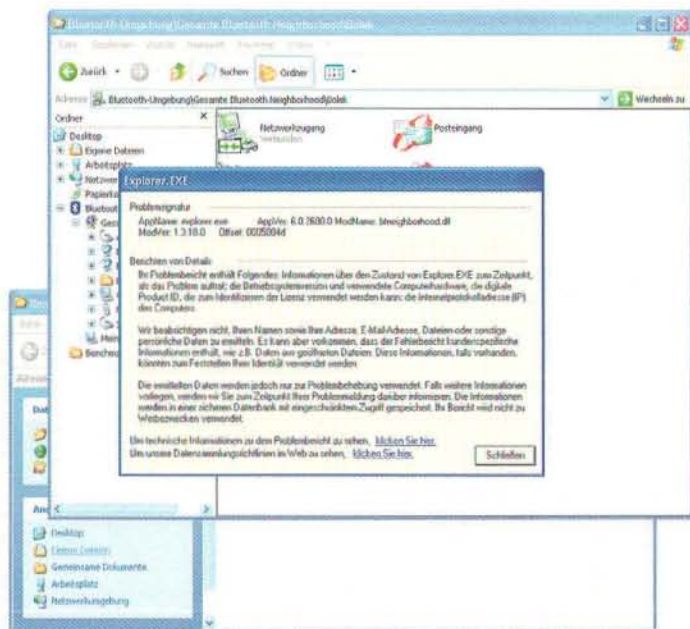 Bluetooth-Umgebung\Gesamte Bluetooth Neighborhood\Bolek
Zurück
Suchen
Ordner
Adresse
Bluetooth-Umgebung\Gesamte Bluetooth Neighborhood\Bolek
Wechseln zu
Ordner
Desktop
Eigene Dateien
Arbeitsplatz
Bluetoot
Netzwerkzugang
Verbunden
Posteingang
Explorer.EXE
Problemsignatur
AppName: explorer.exe AppVer: 6.0.2600.0 ModName: btneighborhood.dll
ModVer: 1.3.18.0 Offset: 0005004d
Berichten von Details
Ihr Problembericht enthält Folgendes: Informationen über den Zustand von Explorer.EXE zum Zeitpunkt,
als das Problem auftrat; die Betriebssystemversion und verwendete Computerhardware, die digitale
Product ID, die zum Identifizieren der Lizenz verwendet werden kann; die Internetprotokolladresse (IP)
des Computers.
Wir beabsichtigen nicht, Ihren Namen sowie Ihre Adresse, E-Mail-Adresse, Dateien oder sonstige
persönliche Daten zu ermitteln. Es kann aber vorkommen, dass der Fehlerbericht kundenspezifische
Informationen enthält, wie z.B. Daten aus geöffneten Dateien. Diese Informationen, falls vorhanden,
könnten zum Feststellen Ihrer Identität verwendet werden.
Die ermittelten Daten werden jedoch nur zur Problembehebung verwendet. Falls weitere Informationen
vorliegen, werden wir Sie zum Zeitpunkt Ihrer Problemmeldung darüber informieren. Die Informationen
werden in einer sicheren Datenbank mit eingeschränktem Zugriff gespeichert. Ihr Bericht wird nicht zu
Werbezwecken verwendet.
Um technische Informationen zu dem Problembericht zu sehen, klicken Sie hier.
Um unsere Datensammlungsrichtlinien im Web zu sehen, klicken Sie hier.
Schließen
Desktop
Eigene Dateien
Gemeinsame Dokumente
Arbeitsplatz
Netzwerkumgebung